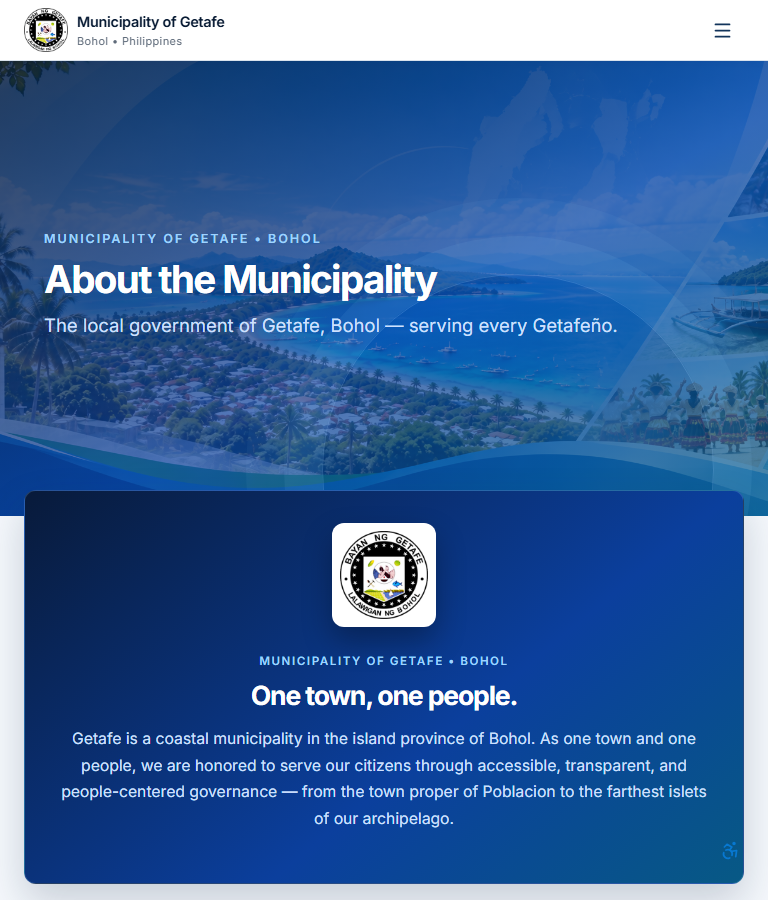 Municipality of Getafe
Bohol • Philippines
MUNICIPALITY OF GETAFE • BOHOL
About the Municipality
The local government of Getafe, Bohol — serving every Getafeño.
BAYAN NG GETAFE
LALAWIGAN NG BOHOL
MUNICIPALITY OF GETAFE • BOHOL
One town, one people.
Getafe is a coastal municipality in the island province of Bohol. As one town and one
people, we are honored to serve our citizens through accessible, transparent, and
people-centered governance — from the town proper of Poblacion to the farthest islets
of our archipelago.